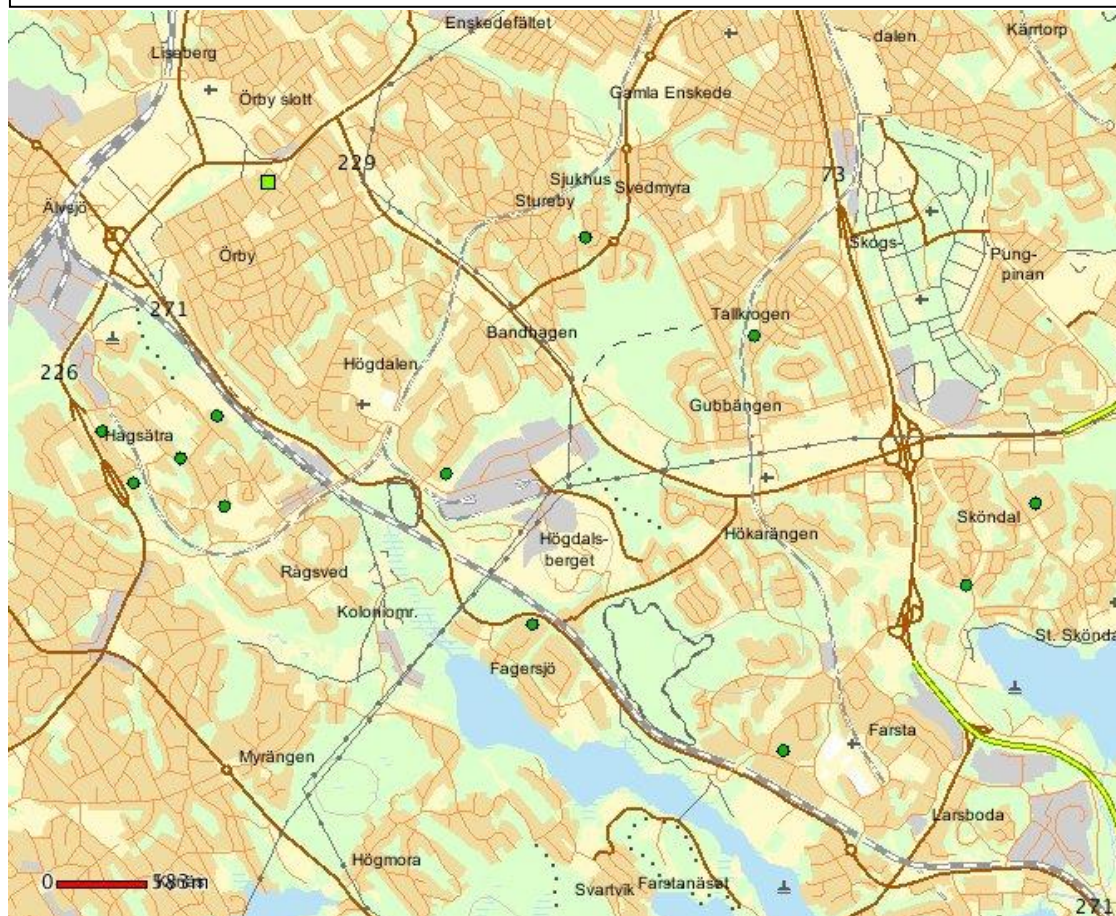 Enskedefältet
Kärrtorp
dalen
Liseberg
Gamla Enskede
Örby slott
229
73
Sjukhus
Svedmyra
Stureby
Älvsjö
Skogs-
Örby
Pung-
pinan
271
Tallkrogen
Bandhagen
Högdalen
226
Gubbängen
Hagsätra
Sköndal
Högdals-
berget
Hökarängen
Rågsved
Koloniomr.
St. Sköndal
Fagersjö
Farsta
Myrängen
Larsboda
Högmora
0
Svartvik
Farstanäset
271